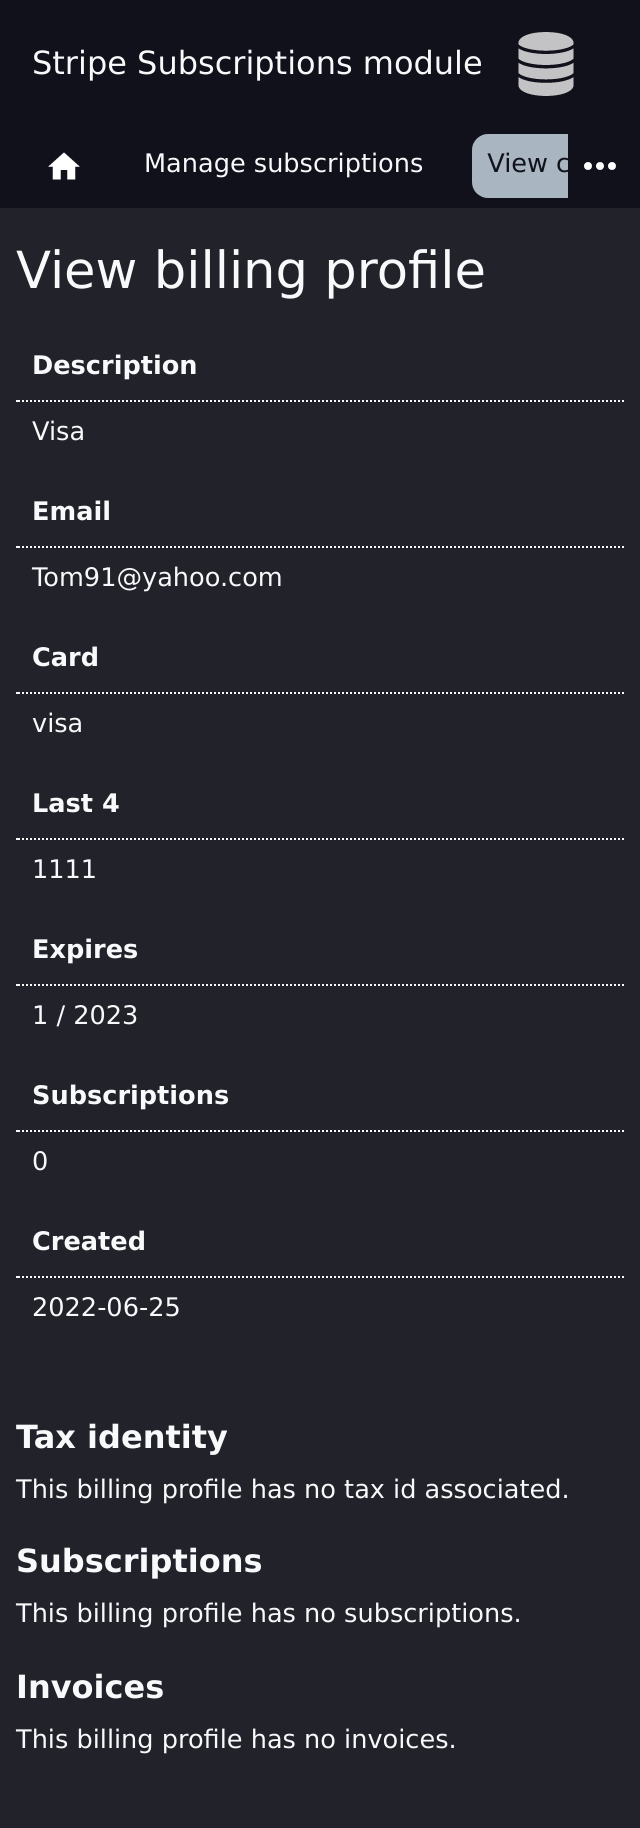 Stripe Subscriptions module
Manage subscriptions
View c
View billing profile
Description
Visa
Email
Tom91@yahoo.com
Card
visa
Last 4
1111
Expires
1 / 2023
Subscriptions
0
Created
2022-06-25
Tax identity
This billing profile has no tax id associated.
Subscriptions
This billing profile has no subscriptions.
Invoices
This billing profile has no invoices.